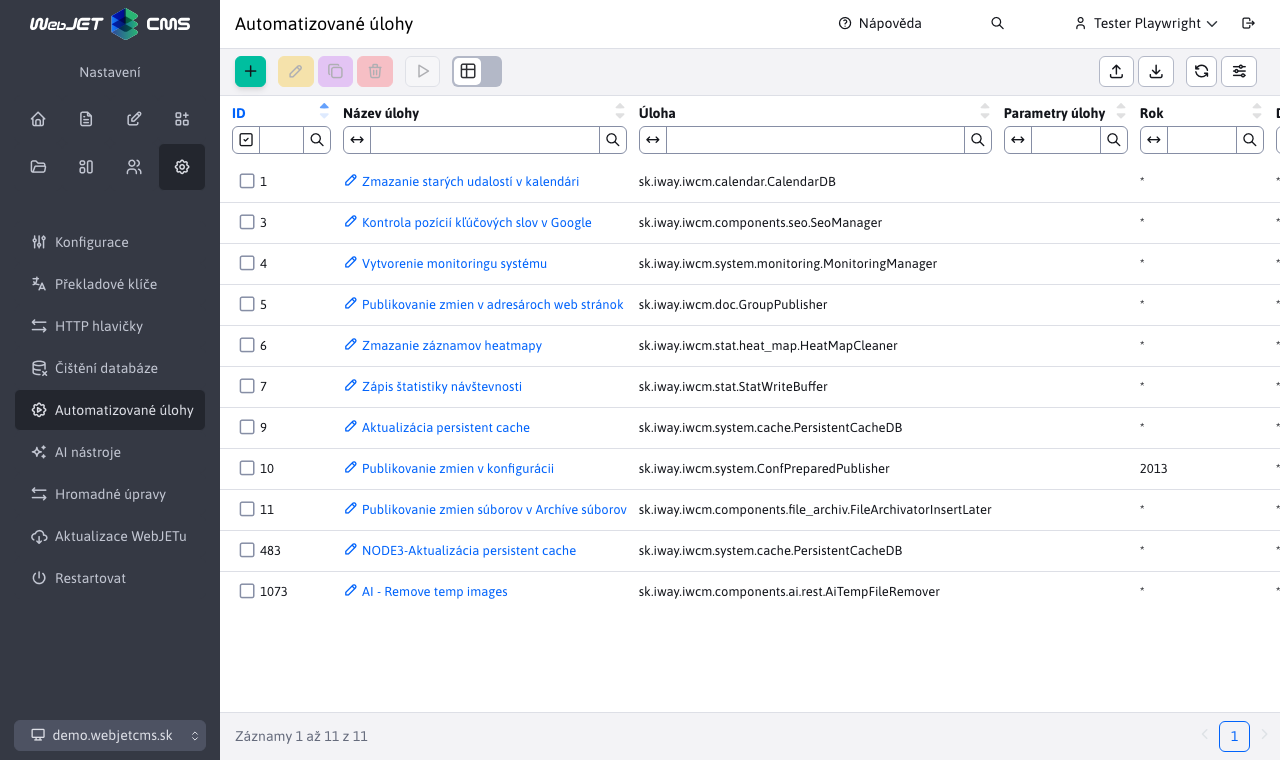 WebJET CMS
Automatizované úlohy
Nápověda
Tester Playwright
Nastavení
Konfigurace
Překladové klíče
HTTP hlavičky
Čištění databáze
Automatizované úlohy
AI nástroje
Hromadné úpravy
Aktualizace WebJETu
Restartovat
demo.webjetcms.sk
ID Název úlohy Úloha Parametry úlohy Rok
1 Zmazanie starých udalostí v kalendári sk.iway.iwcm.calendar.CalendarDB * *
3 Kontrola pozícií kľúčových slov v Google sk.iway.iwcm.components.seo.SeoManager * *
4 Vytvorenie monitoringu systému sk.iway.iwcm.system.monitoring.MonitoringManager * *
5 Publikovanie zmien v adresároch web stránok sk.iway.iwcm.doc.GroupPublisher * *
6 Zmazanie záznamov heatmapy sk.iway.iwcm.stat.heat_map.HeatMapCleaner * *
7 Zápis štatistiky návštevnosti sk.iway.iwcm.stat.StatWriteBuffer * *
9 Aktualizácia persistent cache sk.iway.iwcm.system.cache.PersistentCacheDB * *
10 Publikovanie zmien v konfigurácii sk.iway.iwcm.system.ConfPreparedPublisher 2013 *
11 Publikovanie zmien súborov v Archíve súborov sk.iway.iwcm.components.file_archiv.FileArchivatorInsertLater * *
483 NODE3-Aktualizácia persistent cache sk.iway.iwcm.system.cache.PersistentCacheDB * *
1073 AI - Remove temp images sk.iway.iwcm.components.ai.rest.AiTempFileRemover * *
Záznamy 1 až 11 z 11
1